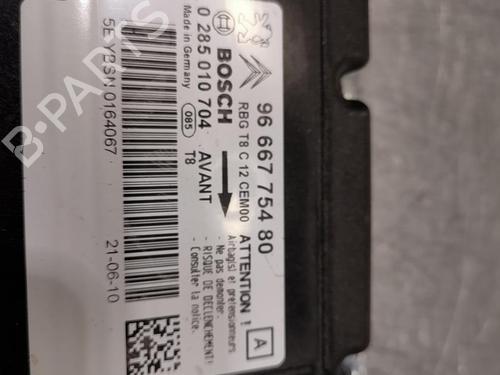 96 667 754 80
RBG T8 C 12 CEM00
BOSCH
0 285 010 704 AVANT
Made in Germany
085 T8
5EYPSN 0164067
21-06-10
ATTENTION !
Airbag(s) et prétensionneurs
- Ne pas démonter.
- RISQUE DE DECLENCHEMENT!
- Consulter la notice.
A
B-PARTS